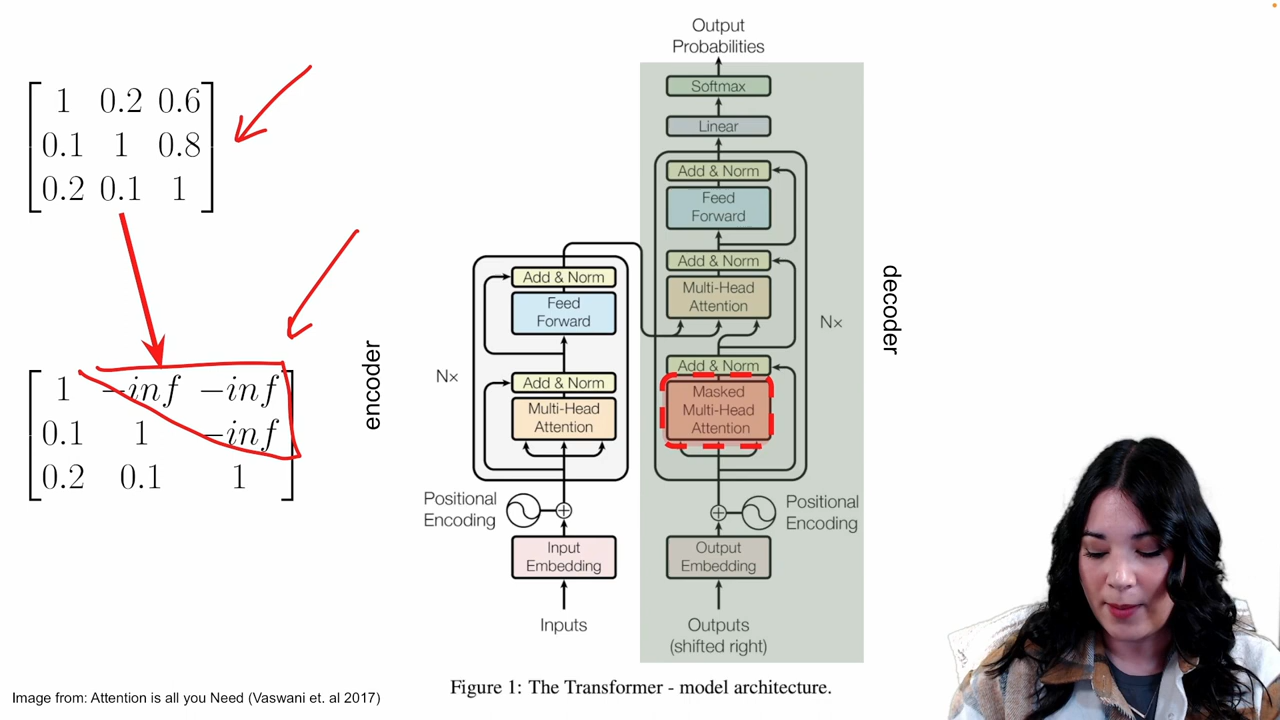 1 0.2 0.6
0.1 1 0.8
0.2 0.1 1
1 -inf -inf
0.1 1 -inf
0.2 0.1 1
encoder
Nx
Add & Norm
Feed
Forward
Add & Norm
Multi-Head
Attention
Positional
Encoding
Input
Embedding
Inputs
Output
Probabilities
Softmax
Linear
Add & Norm
Feed
Forward
Add & Norm
Multi-Head
Attention
Nx
Add & Norm
Masked
Multi-Head
Attention
Positional
Encoding
Output
Embedding
Outputs
(shifted right)
decoder
Image from: Attention is all you Need (Vaswani et. al 2017)
Figure 1: The Transformer - model architecture.